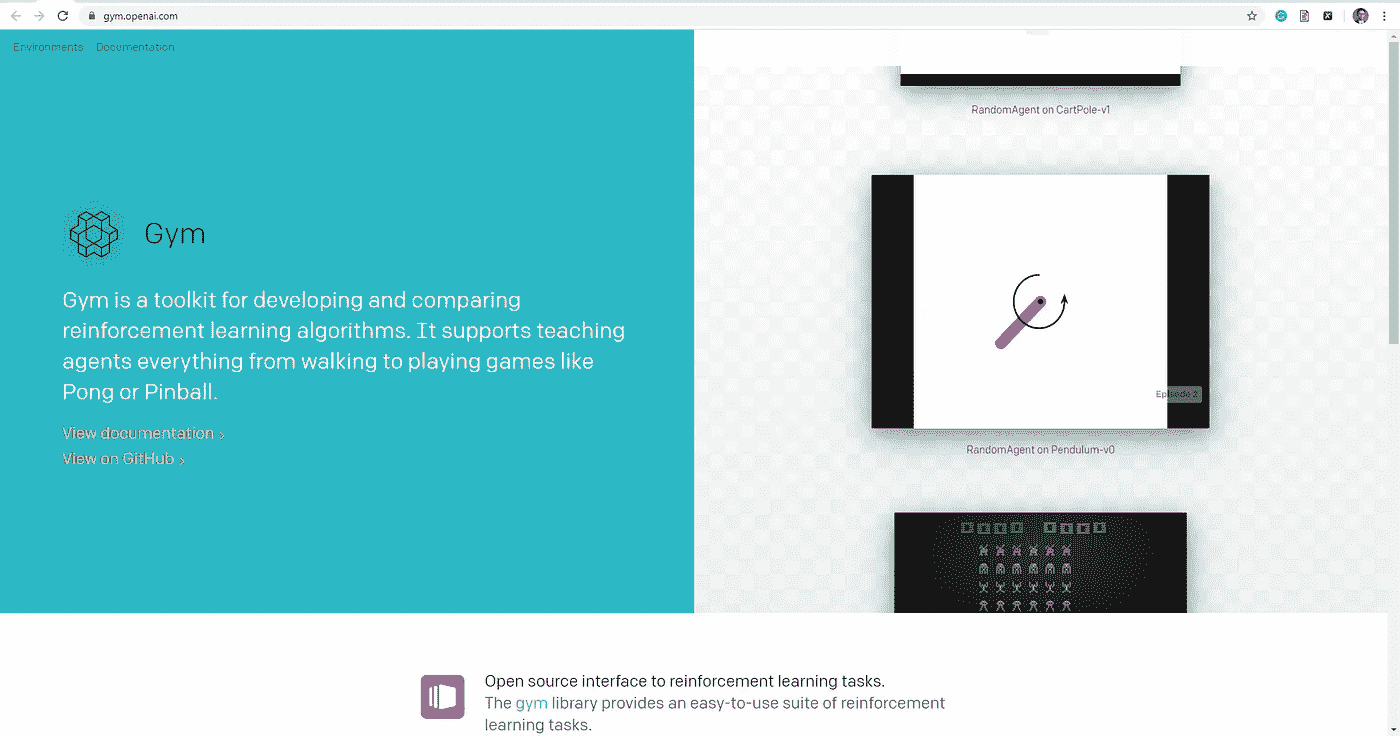 gym.openai.com
Environments Documentation
RandomAgent on CartPole-v1
Gym
Gym is a toolkit for developing and comparing
reinforcement learning algorithms. It supports teaching
agents everything from walking to playing games like
Pong or Pinball.
View documentation ›
View on GitHub ›
Episode 2
RandomAgent on Pendulum-v0
Open source interface to reinforcement learning tasks.
The gym library provides an easy-to-use suite of reinforcement
learning tasks.